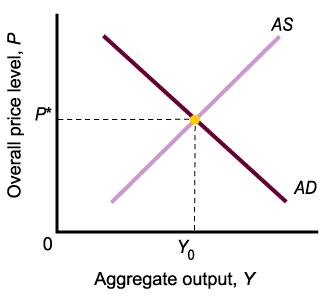 Overall price level, P
AS
P*
AD
0
Y₀
Aggregate output, Y